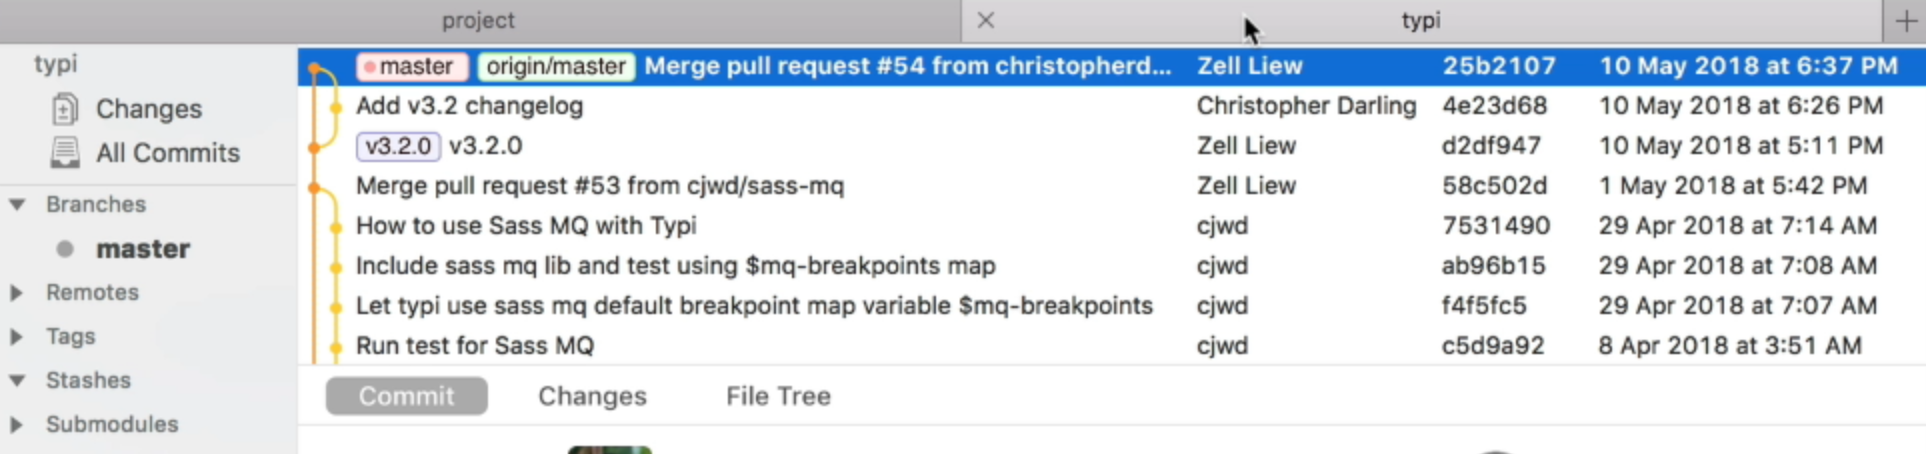 project
typi
typi
Changes
All Commits
Branches
master
Remotes
Tags
Stashes
Submodules
master origin/master Merge pull request #54 from christopherd... Zell Liew 25b2107 10 May 2018 at 6:37 PM
Add v3.2 changelog Christopher Darling 4e23d68 10 May 2018 at 6:26 PM
v3.2.0 v3.2.0 Zell Liew d2df947 10 May 2018 at 5:11 PM
Merge pull request #53 from cjwd/sass-mq Zell Liew 58c502d 1 May 2018 at 5:42 PM
How to use Sass MQ with Typi cjwd 7531490 29 Apr 2018 at 7:14 AM
Include sass mq lib and test using $mq-breakpoints map cjwd ab96b15 29 Apr 2018 at 7:08 AM
Let typi use sass mq default breakpoint map variable $mq-breakpoints cjwd f4f5fc5 29 Apr 2018 at 7:07 AM
Run test for Sass MQ cjwd c5d9a92 8 Apr 2018 at 3:51 AM
Commit Changes File Tree